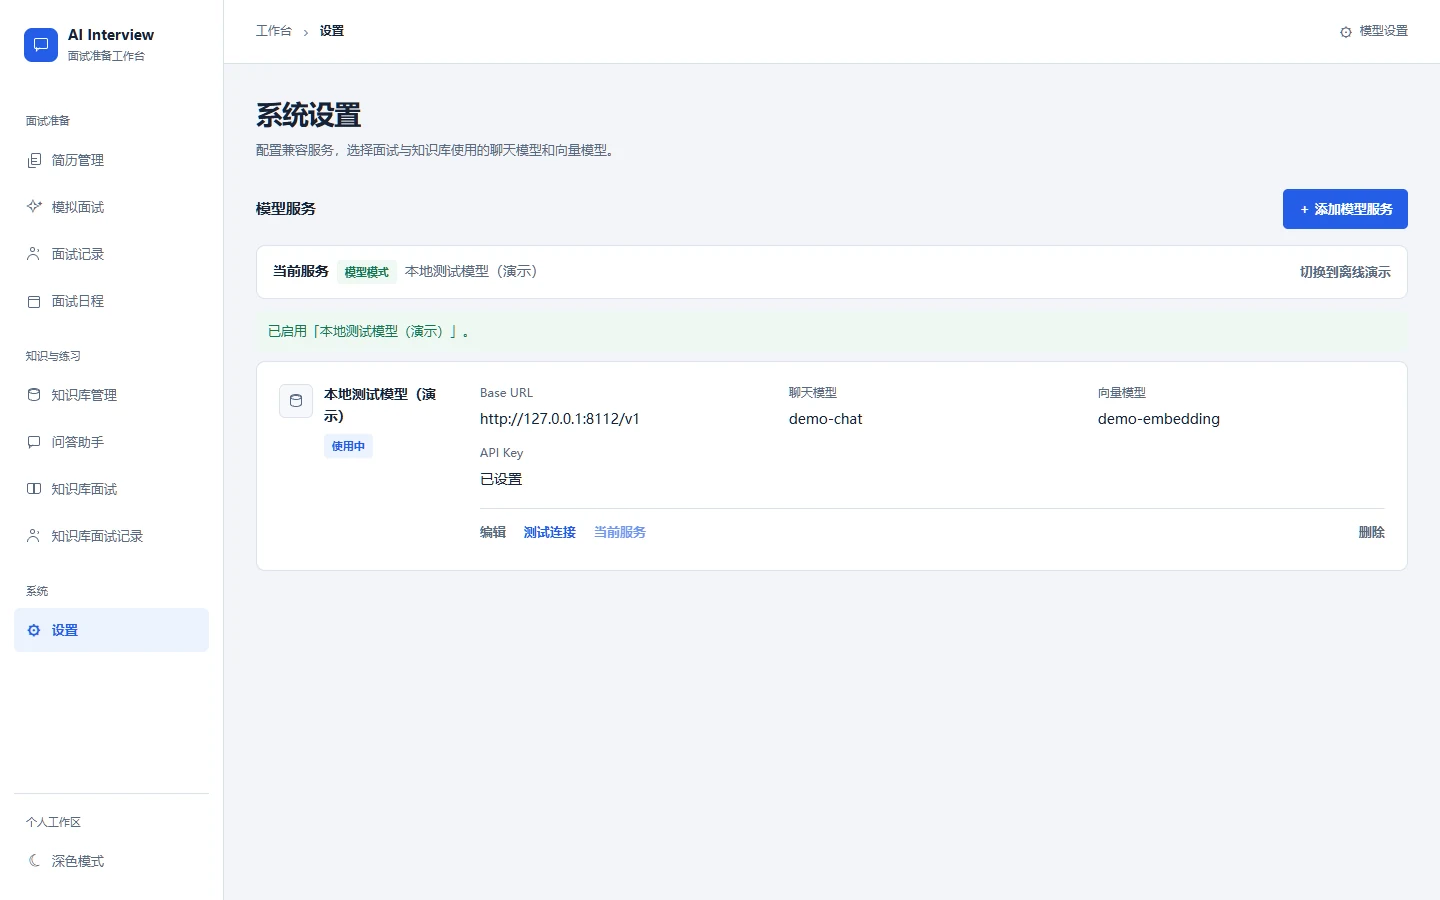 AI Interview
面试准备工作台
面试准备
简历管理
模拟面试
面试记录
面试日程
知识与练习
知识库管理
问答助手
知识库面试
知识库面试记录
系统
设置
个人工作区
深色模式
工作台 › 设置
模型设置
系统设置
配置兼容服务，选择面试与知识库使用的聊天模型和向量模型。
模型服务
+ 添加模型服务
当前服务 模型模式 本地测试模型（演示）
切换到离线演示
已启用「本地测试模型（演示）」。
本地测试模型（演
示）
使用中
Base URL
http://127.0.0.1:8112/v1
聊天模型
demo-chat
向量模型
demo-embedding
API Key
已设置
编辑 测试连接 当前服务
删除